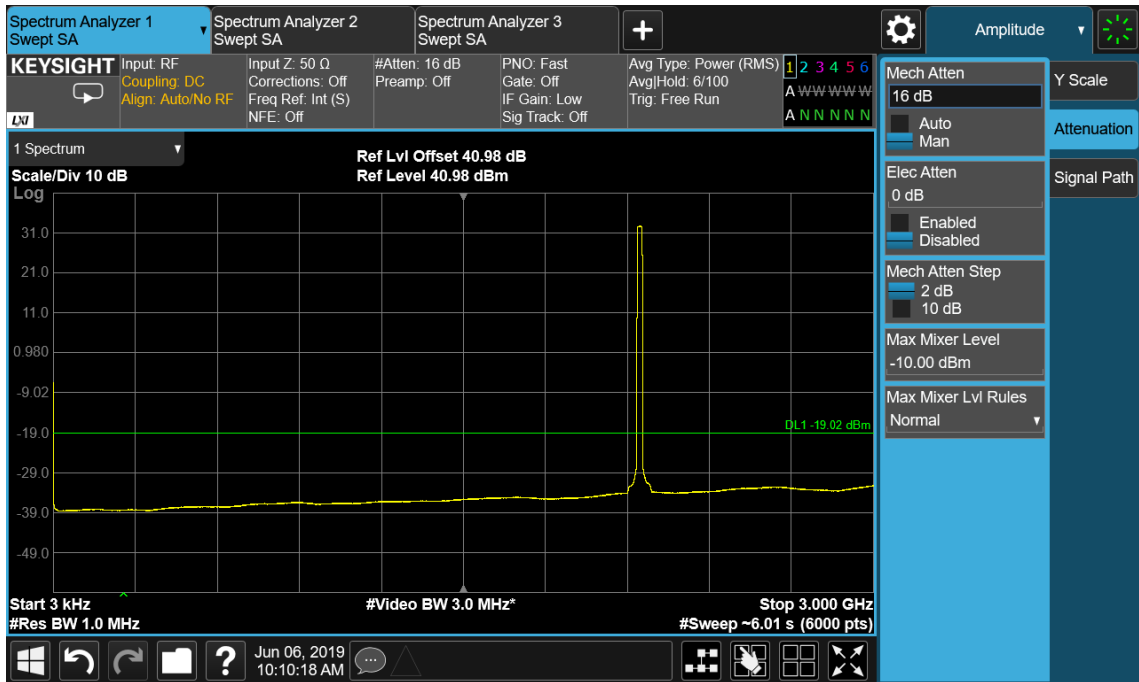 Spectrum Analyzer 1
Swept SA
Spectrum Analyzer 2
Swept SA
Spectrum Analyzer 3
Swept SA
Amplitude
KEYSIGHT
LXI
Input: RF
Coupling: DC
Align: Auto/No RF
Input Z: 50 Ω
Corrections: Off
Freq Ref: Int (S)
NFE: Off
#Atten: 16 dB
Preamp: Off
PNO: Fast
Gate: Off
IF Gain: Low
Sig Track: Off
Avg Type: Power (RMS)
Avg|Hold: 6/100
Trig: Free Run
1 2 3 4 5 6
A W W W W W
A N N N N N
1 Spectrum
Scale/Div 10 dB
Log
Ref Lvl Offset 40.98 dB
Ref Level 40.98 dBm
31.0
21.0
11.0
0.980
-9.02
-19.0
-29.0
-39.0
-49.0
DL1 -19.02 dBm
Start 3 kHz
#Res BW 1.0 MHz
#Video BW 3.0 MHz*
Stop 3.000 GHz
#Sweep ~6.01 s (6000 pts)
Mech Atten
16 dB
Auto
Man
Elec Atten
0 dB
Enabled
Disabled
Mech Atten Step
2 dB
10 dB
Max Mixer Level
-10.00 dBm
Max Mixer Lvl Rules
Normal
Y Scale
Attenuation
Signal Path
?
Jun 06, 2019
10:10:18 AM